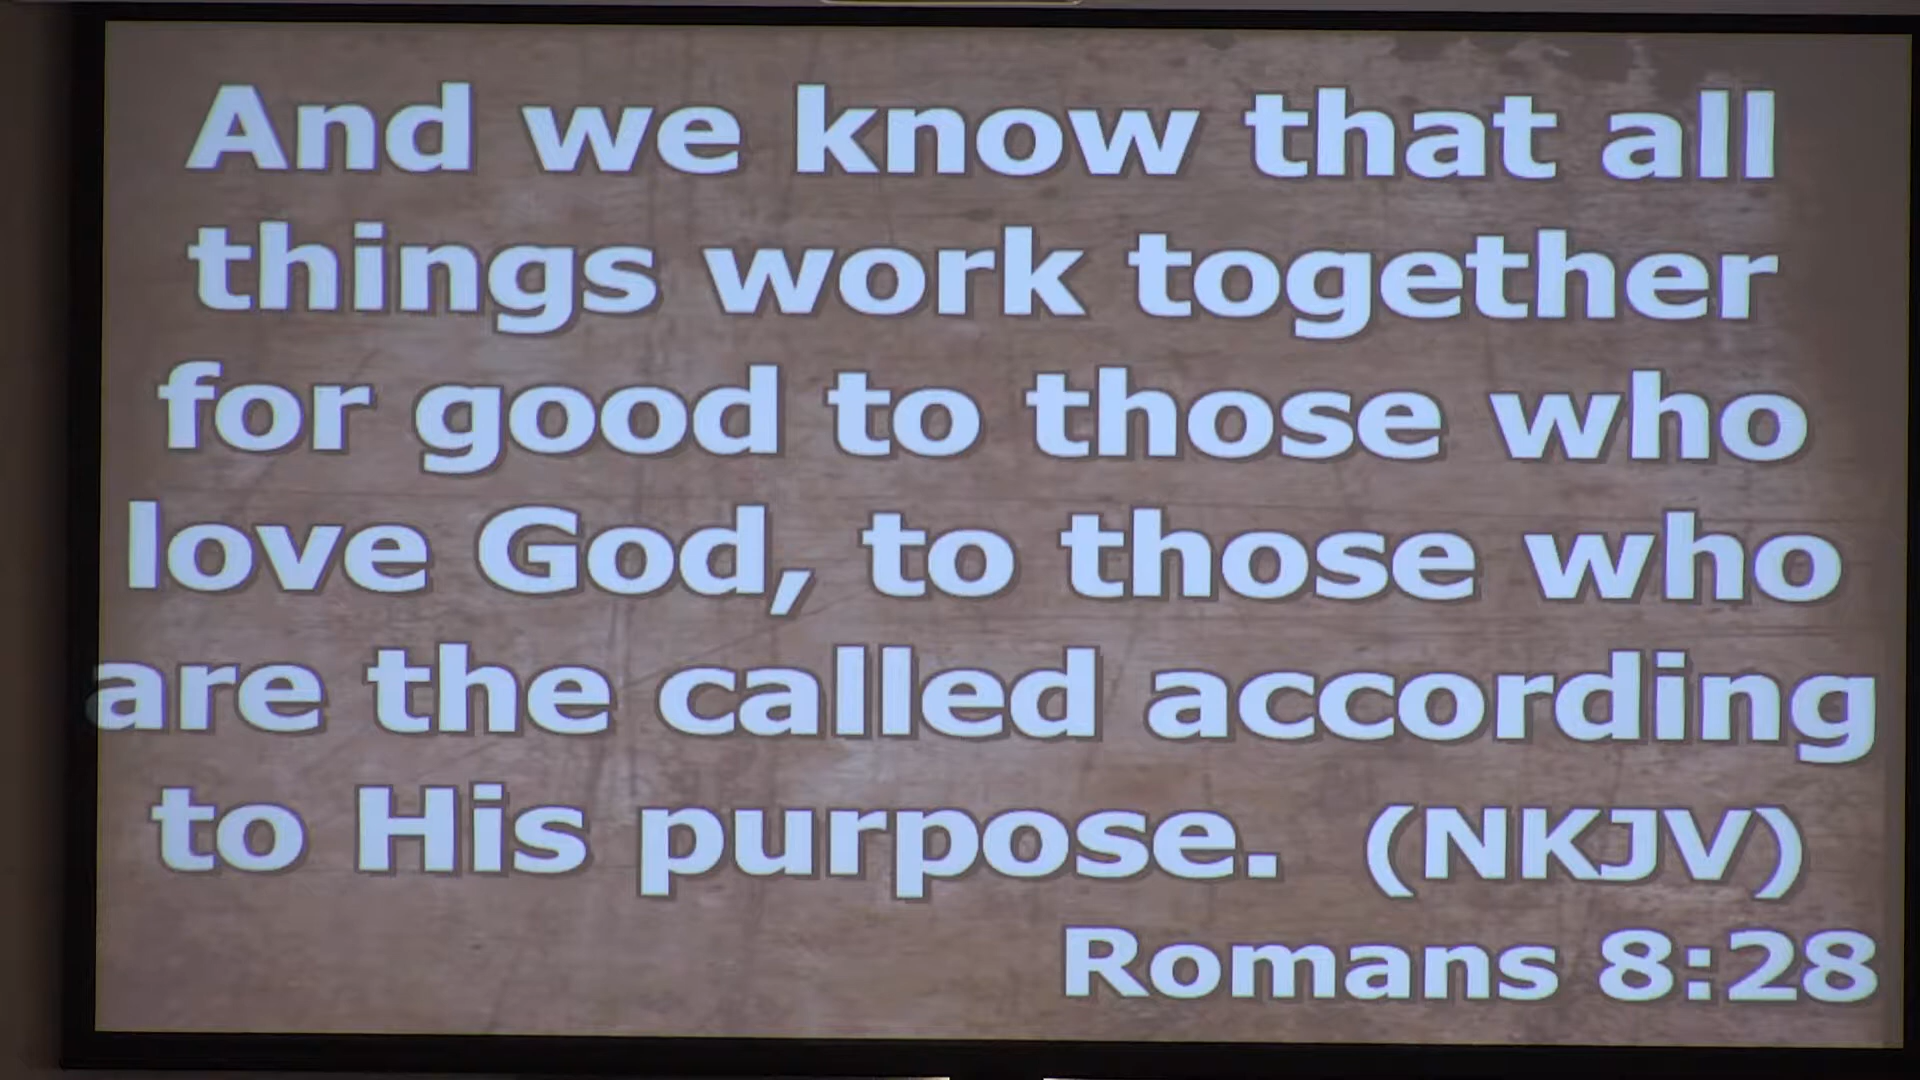 And we know that all
things work together
for good to those who
love God, to those who
are the called according
to His purpose. (NKJV)
Romans 8:28